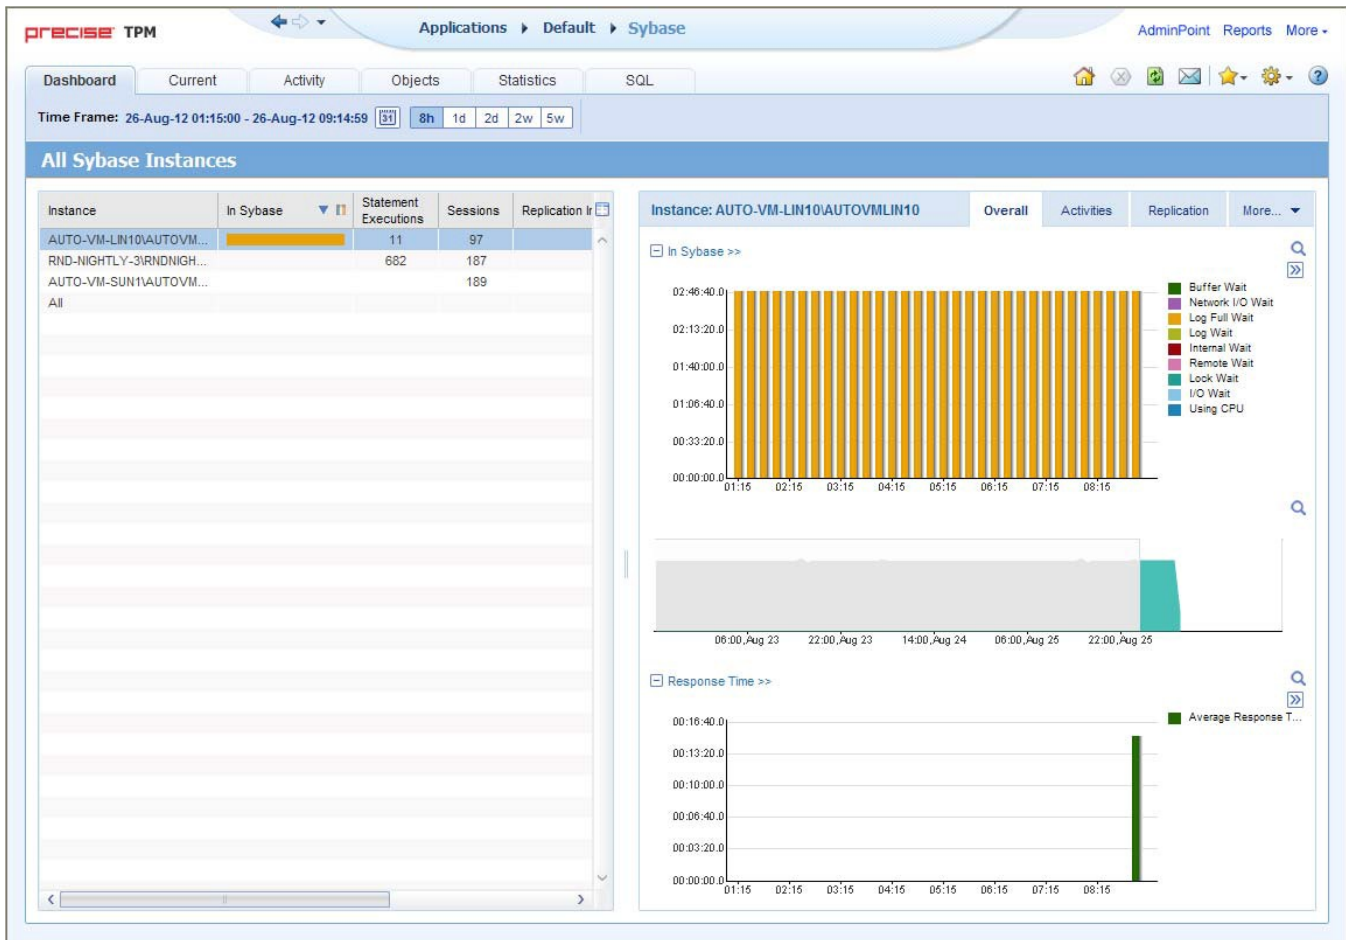 precise TPM
Applications Default Sybase
AdminPoint Reports More
Dashboard Current Activity Objects Statistics SQL
Time Frame: 26-Aug-12 01:15:00 - 26-Aug-12 09:14:59 31 8h 1d 2d 2w 5w
All Sybase Instances
Instance In Sybase Statement Executions Sessions Replication Ir
AUTO-VM-LIN10\AUTOVM... 11 97
RND-NIGHTLY-3\RNDNIGH... 682 187
AUTO-VM-SUN1\AUTOVM... 189
All
Instance: AUTO-VM-LIN10\AUTOVMLIN10 Overall Activities Replication More...
In Sybase >>
02:46:40.0
02:13:20.0
01:40:00.0
01:06:40.0
00:33:20.0
00:00:00.0
01:15 02:15 03:15 04:15 05:15 06:15 07:15 08:15
Buffer Wait
Network I/O Wait
Log Full Wait
Log Wait
Internal Wait
Remote Wait
Lock Wait
I/O Wait
Using CPU
06:00,Aug 23 22:00,Aug 23 14:00,Aug 24 06:00,Aug 25 22:00,Aug 25
Response Time >>
00:16:40.0
00:13:20.0
00:10:00.0
00:06:40.0
00:03:20.0
00:00:00.0
01:15 02:15 03:15 04:15 05:15 06:15 07:15 08:15
Average Response T...